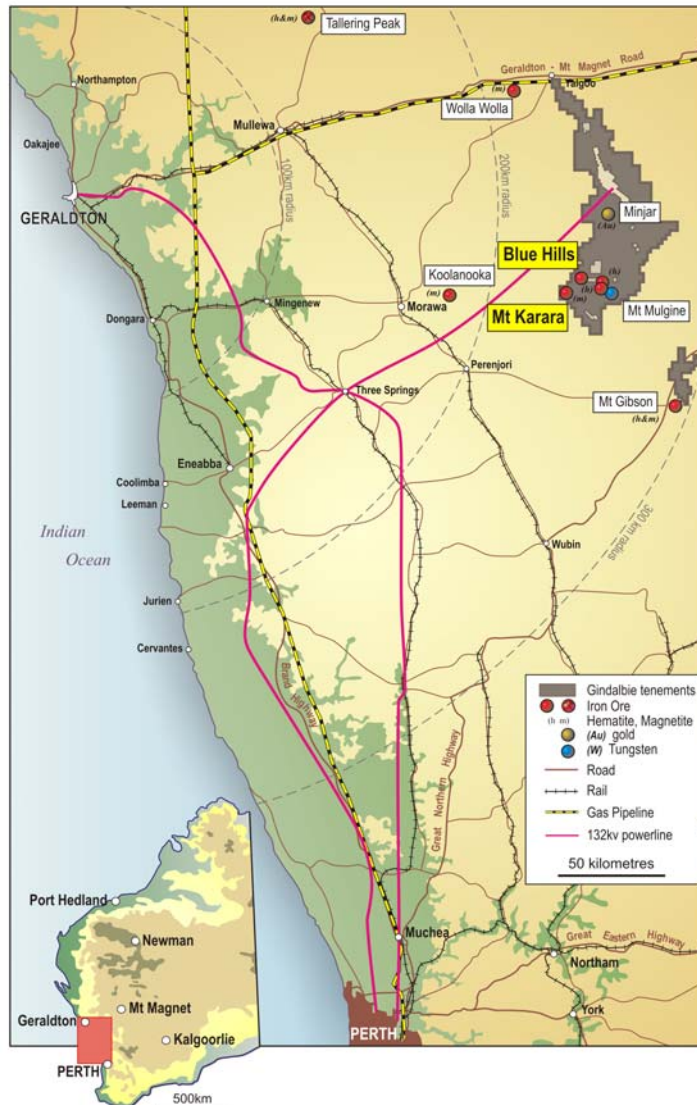 (h&m)
Tallering Peak
Northampton
Geraldton - Mt Magnet Road
Yalgoo
(m)
Wolla Wolla
Mullewa
Oakajee
100km radius
200km radius
GERALDTON
Minjar
(Au)
Blue Hills
Koolanooka
(m)
(h)
(h)
(m)
Mt Mulgine
Mingenew
Morawa
Mt Karara
Dongara
Perenjori
Three Springs
Mt Gibson
(h&m)
Eneabba
Coolimba
Leeman
300 km radius
Indian
Ocean
Wubin
Jurien
Cervantes
Brand Highway
Great Northern Highway
Gindalbie tenements
Iron Ore
(h m) Hematite, Magnetite
(Au) gold
(W) Tungsten
Road
Rail
Gas Pipeline
132kv powerline
50 kilometres
Port Hedland
Newman
Mt Magnet
Geraldton
Kalgoorlie
PERTH
500km
Muchea
Great Eastern Highway
Northam
York
PERTH